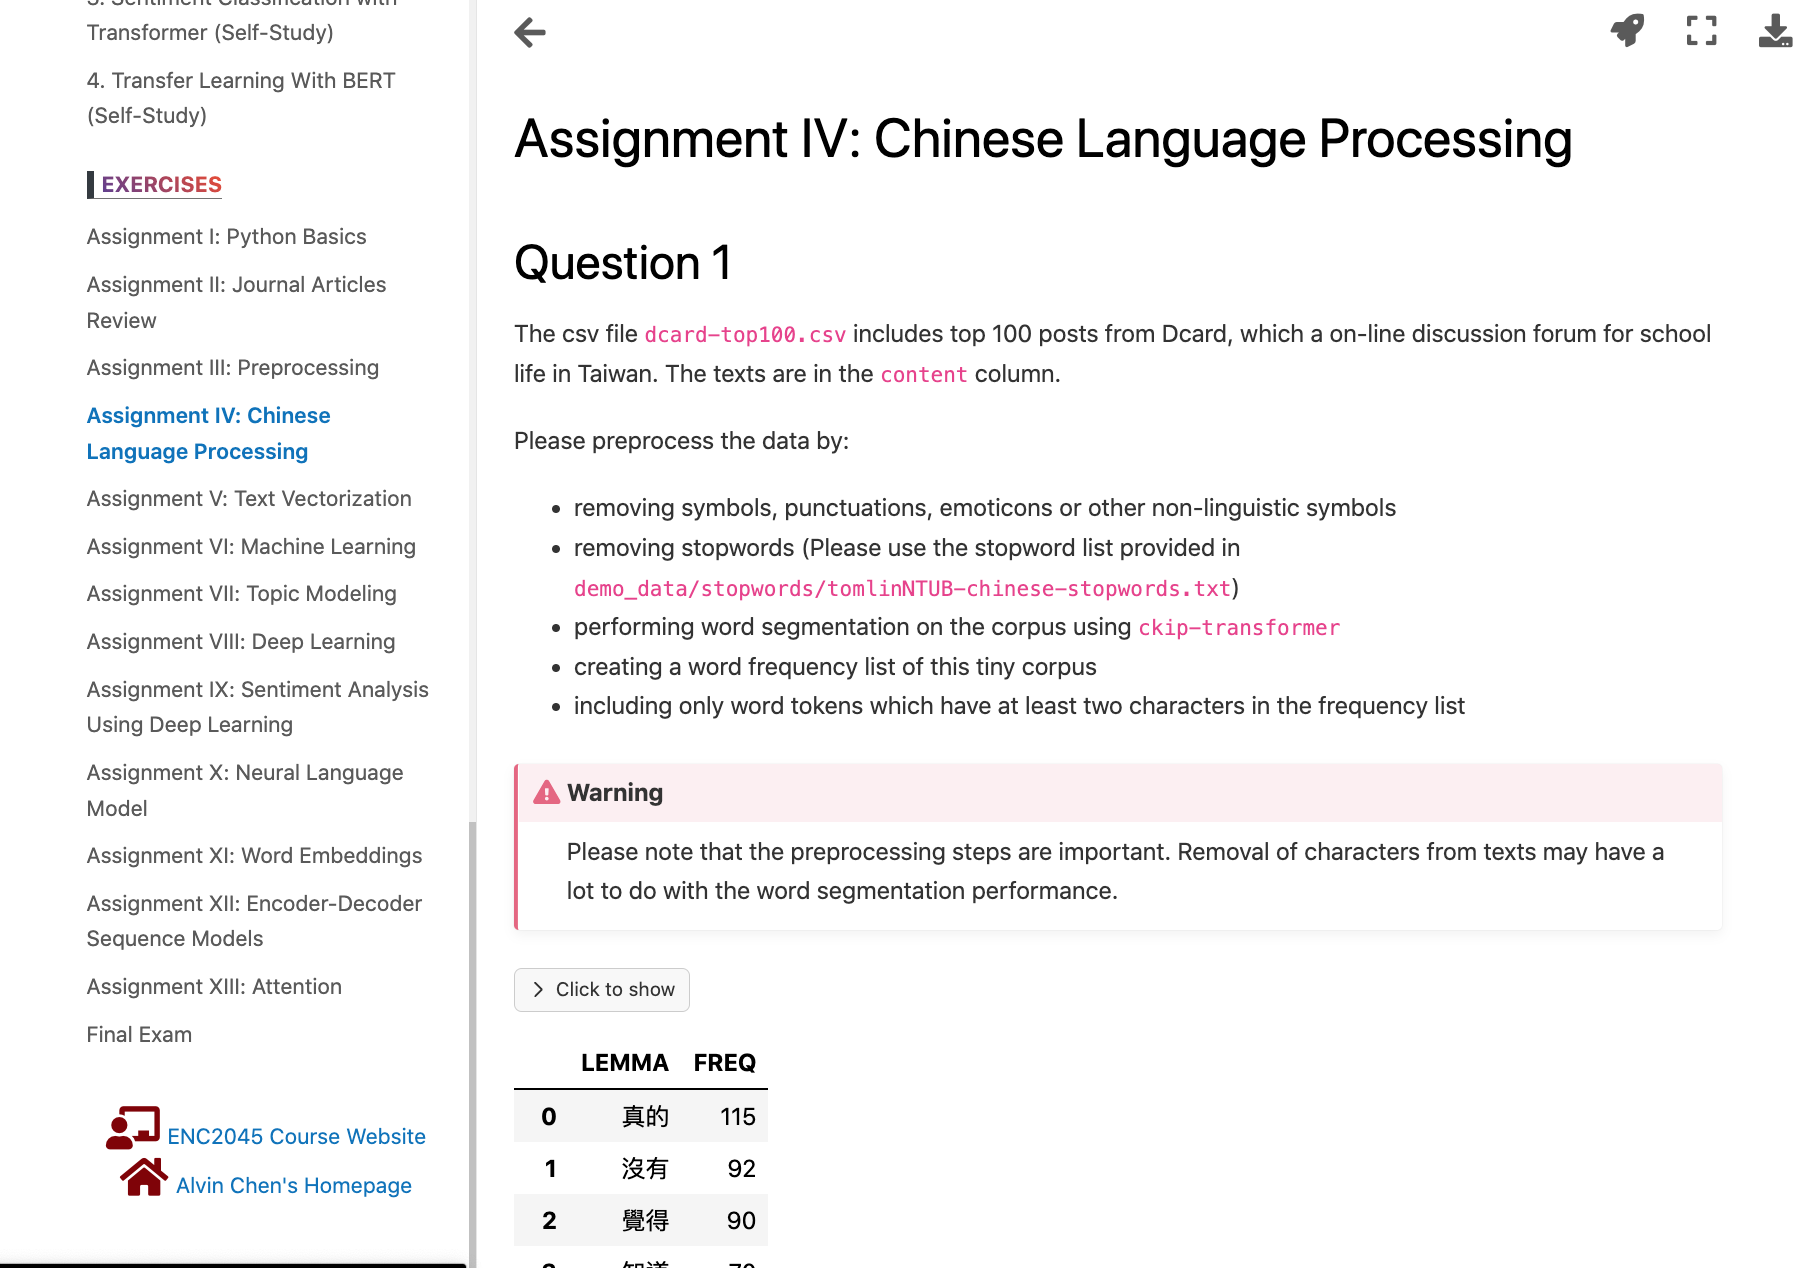 3. Sentiment Classification with
Transformer (Self-Study)
4. Transfer Learning With BERT
(Self-Study)
EXERCISES
Assignment I: Python Basics
Assignment II: Journal Articles
Review
Assignment III: Preprocessing
Assignment IV: Chinese
Language Processing
Assignment V: Text Vectorization
Assignment VI: Machine Learning
Assignment VII: Topic Modeling
Assignment VIII: Deep Learning
Assignment IX: Sentiment Analysis
Using Deep Learning
Assignment X: Neural Language
Model
Assignment XI: Word Embeddings
Assignment XII: Encoder-Decoder
Sequence Models
Assignment XIII: Attention
Final Exam
ENC2045 Course Website
Alvin Chen's Homepage
Assignment IV: Chinese Language Processing
Question 1
The csv file dcard-top100.csv includes top 100 posts from Dcard, which a on-line discussion forum for school
life in Taiwan. The texts are in the content column.
Please preprocess the data by:
removing symbols, punctuations, emoticons or other non-linguistic symbols
removing stopwords (Please use the stopword list provided in
demo_data/stopwords/tomlinNTUB-chinese-stopwords.txt)
performing word segmentation on the corpus using ckip-transformer
creating a word frequency list of this tiny corpus
including only word tokens which have at least two characters in the frequency list
Warning
Please note that the preprocessing steps are important. Removal of characters from texts may have a
lot to do with the word segmentation performance.
Click to show
LEMMA FREQ
0 真的 115
1 沒有 92
2 覺得 90